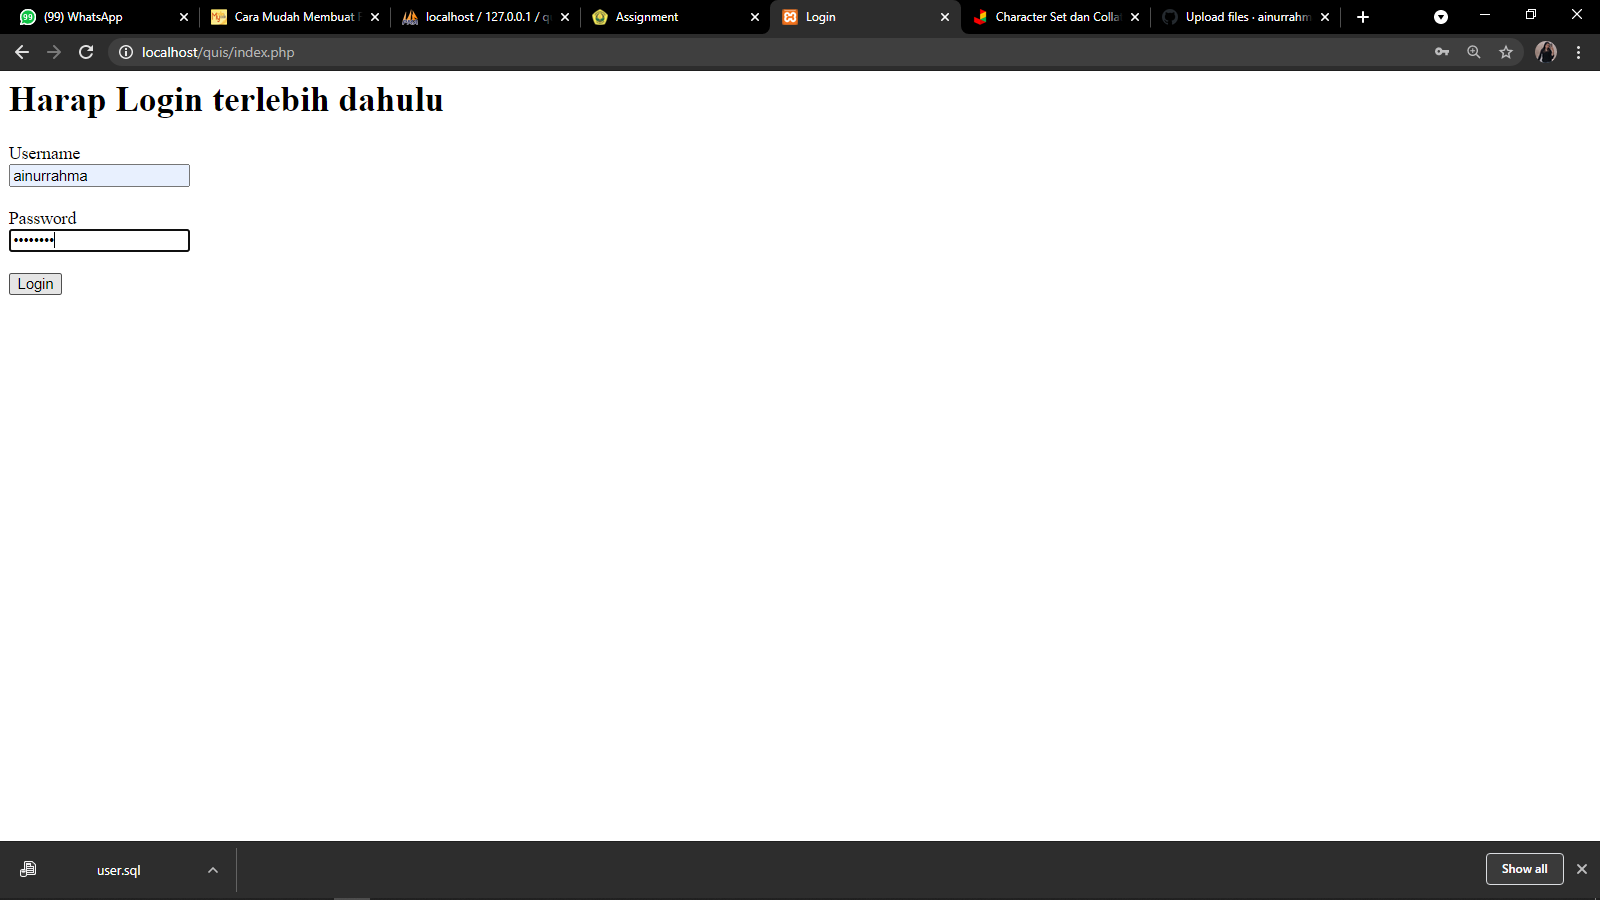 (99) WhatsApp
Cara Mudah Membuat
localhost / 127.0.0.1 /
Assignment
Login
Character Set dan Colla
Upload files · ainurrahm
localhost/quis/index.php
Harap Login terlebih dahulu
Username
ainurrahma
Password
••••••••
Login
user.sql
Show all